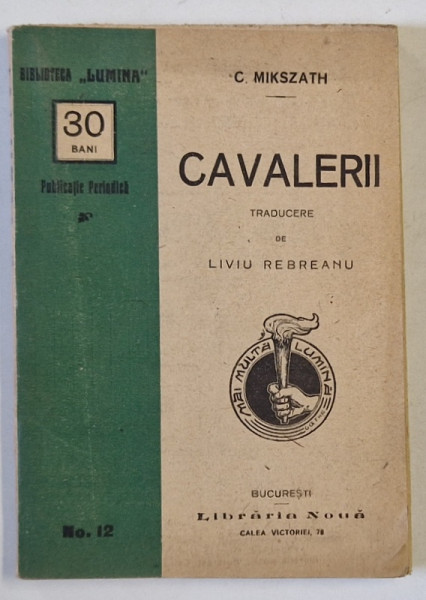 BIBLIOTECA „LUMINA"
30
BANI
Publicație Periodică
No. 12
C. MIKSZATH
CAVALERII
TRADUCERE
DE
LIVIU REBREANU
MAI MULTĂ LUMINĂ
GOETHE
BUCUREȘTI
Librăria Nouă
CALEA VICTORIEI, 78